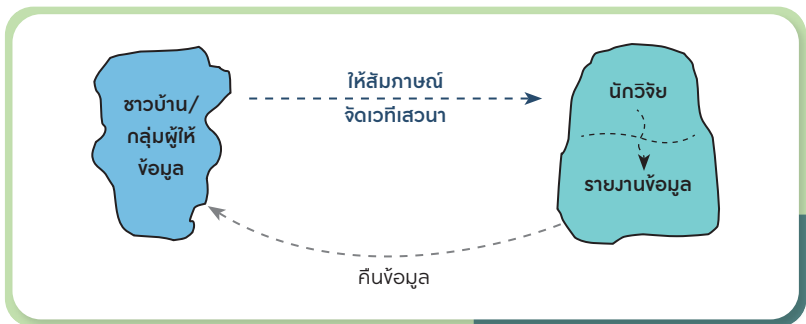 ชาวบ้าน/
กลุ่มผู้ให้
ข้อมูล
ให้สัมภาษณ์
จัดเวทีเสวนา
นักวิจัย
รายงานข้อมูล
คืนข้อมูล